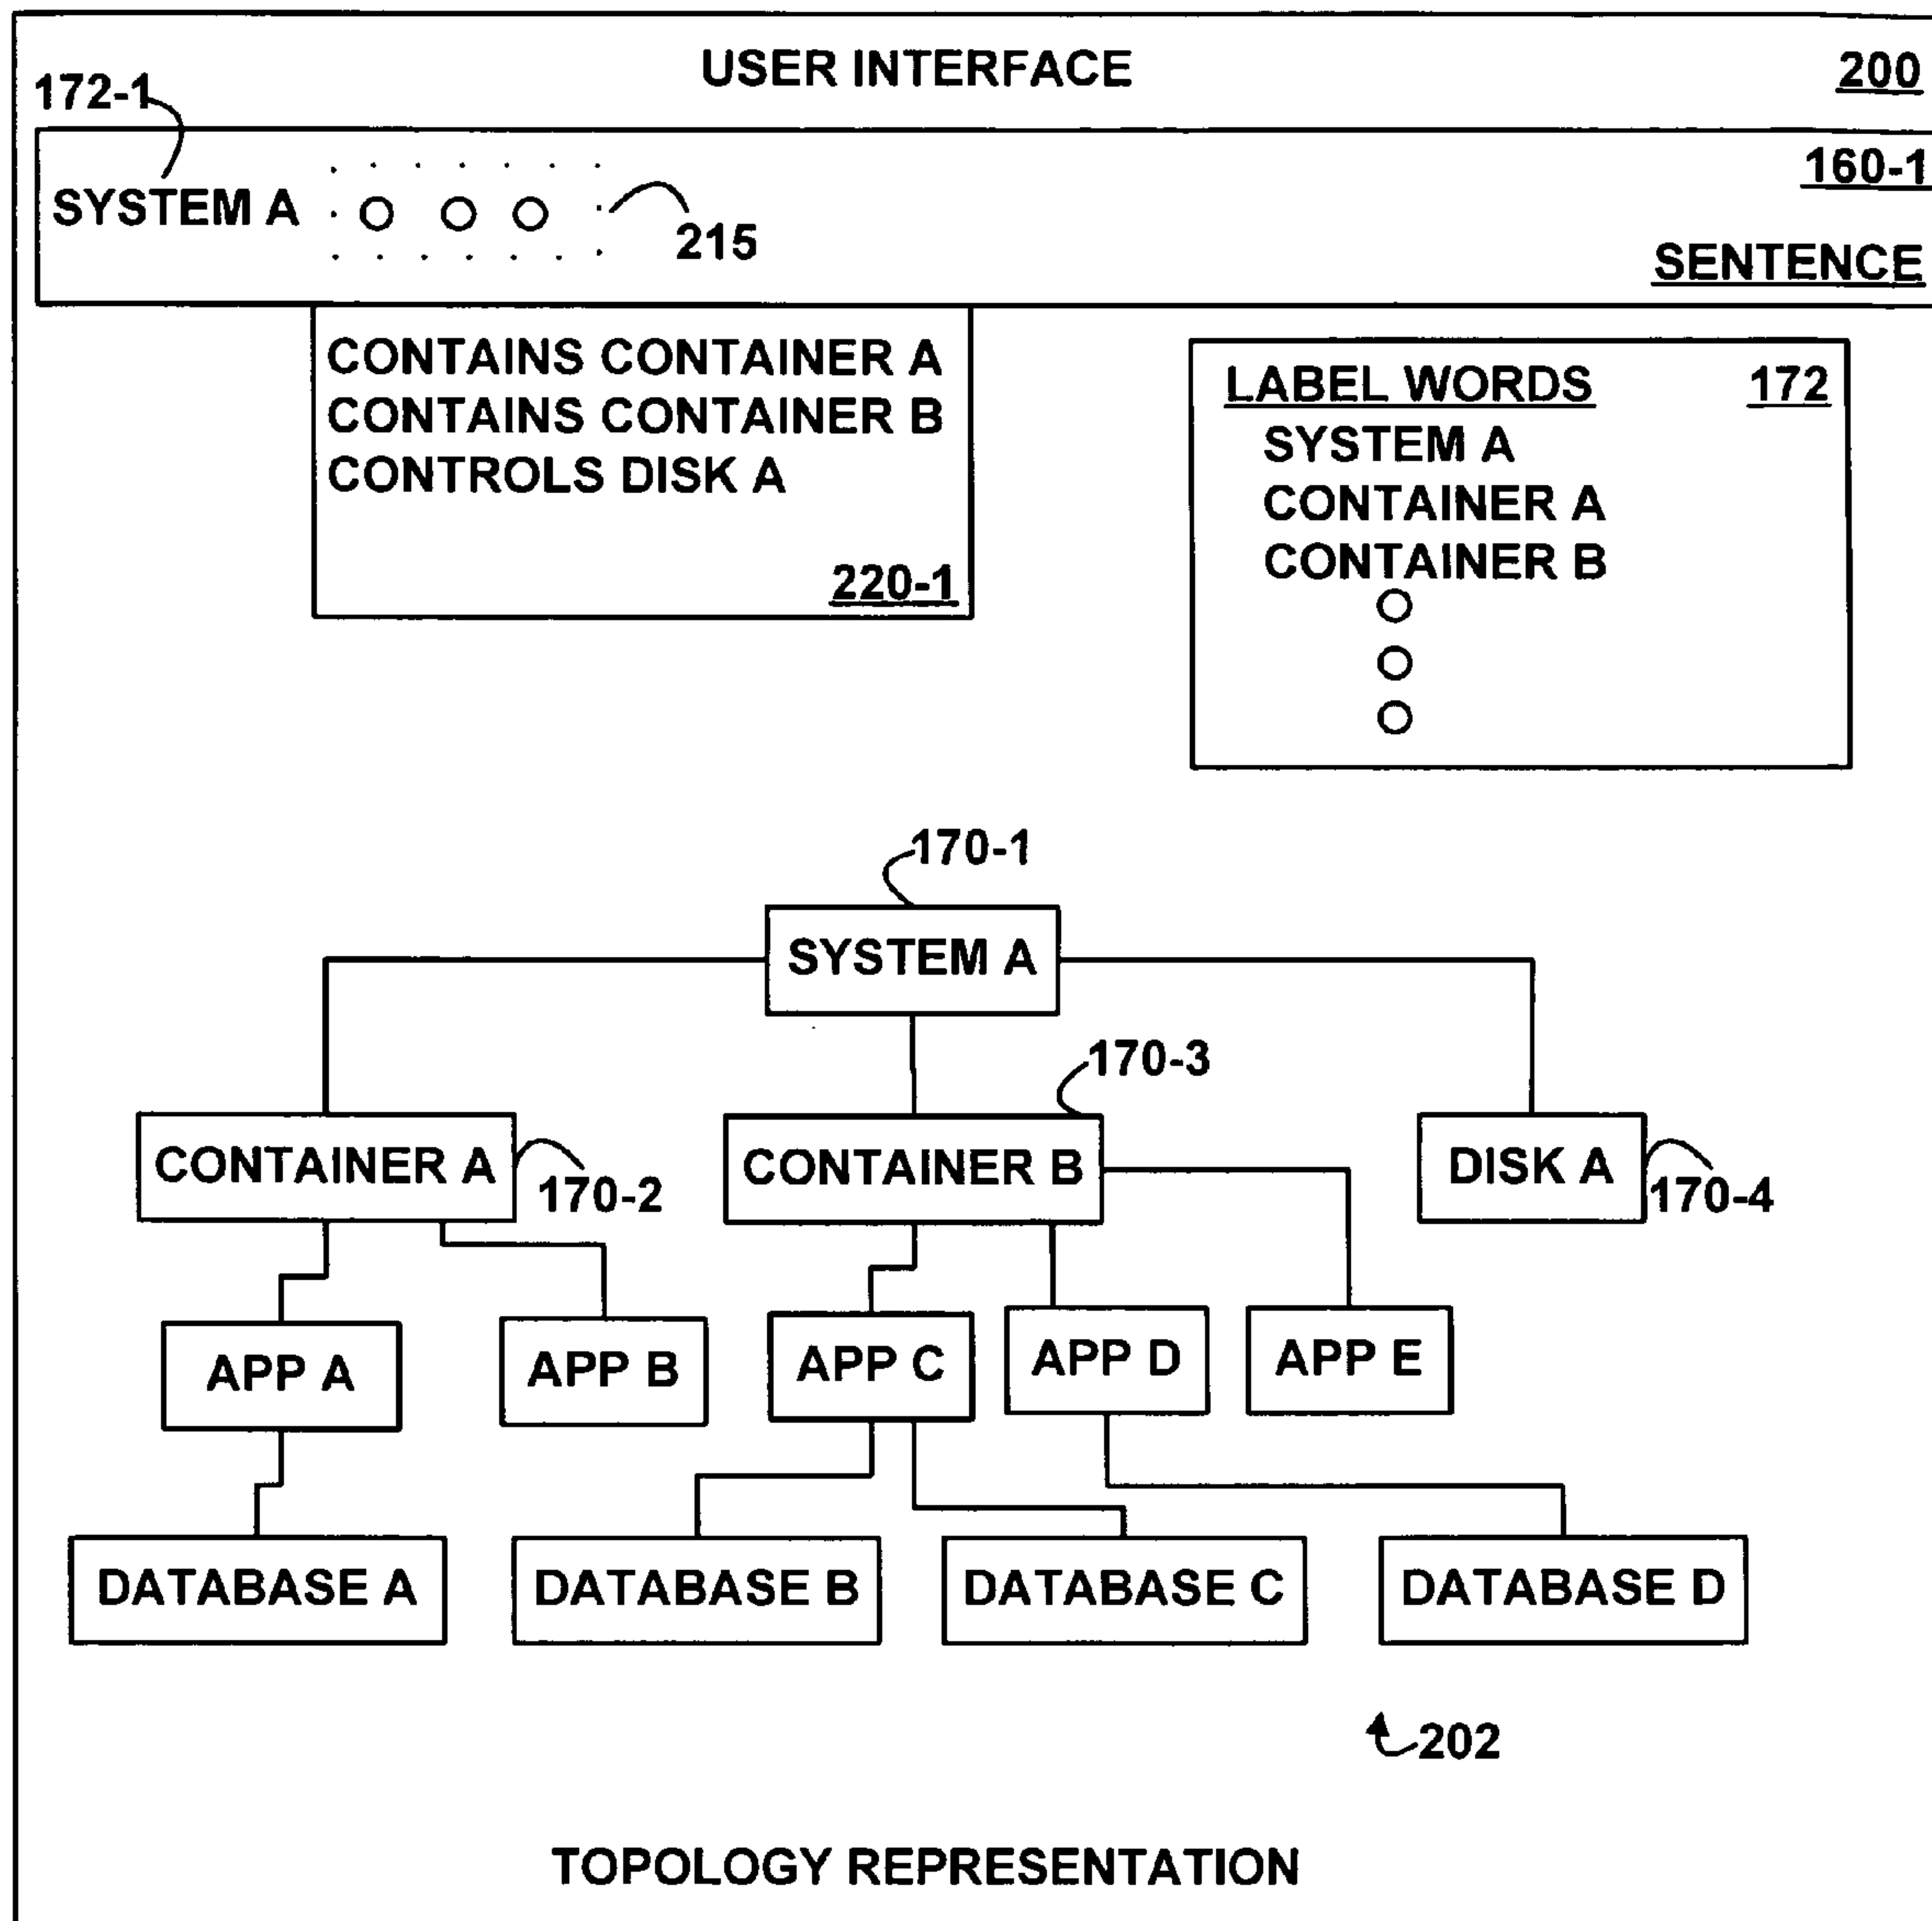 USER INTERFACE 200
172-1
160-1
SYSTEM A
215
SENTENCE
CONTAINS CONTAINER A
CONTAINS CONTAINER B
CONTROLS DISK A
220-1
LABEL WORDS 172
SYSTEM A
CONTAINER A
CONTAINER B
170-1
SYSTEM A
170-3
CONTAINER A
170-2
CONTAINER B
DISK A
170-4
APP A
APP B
APP C
APP D
APP E
DATABASE A
DATABASE B
DATABASE C
DATABASE D
202
TOPOLOGY REPRESENTATION